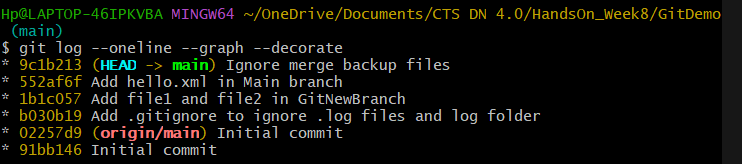 Hp@LAPTOP-46IPKVBA MINGW64 ~/OneDrive/Documents/CTS DN 4.0/HandsOn_Week8/GitDemo
(main)
$ git log --oneline --graph --decorate
* 9c1b213 (HEAD -> main) Ignore merge backup files
* 552af6f Add hello.xml in Main branch
* 1b1c057 Add file1 and file2 in GitNewBranch
* b030b19 Add .gitignore to ignore .log files and log folder
* 02257d9 (origin/main) Initial commit
* 91bb146 Initial commit